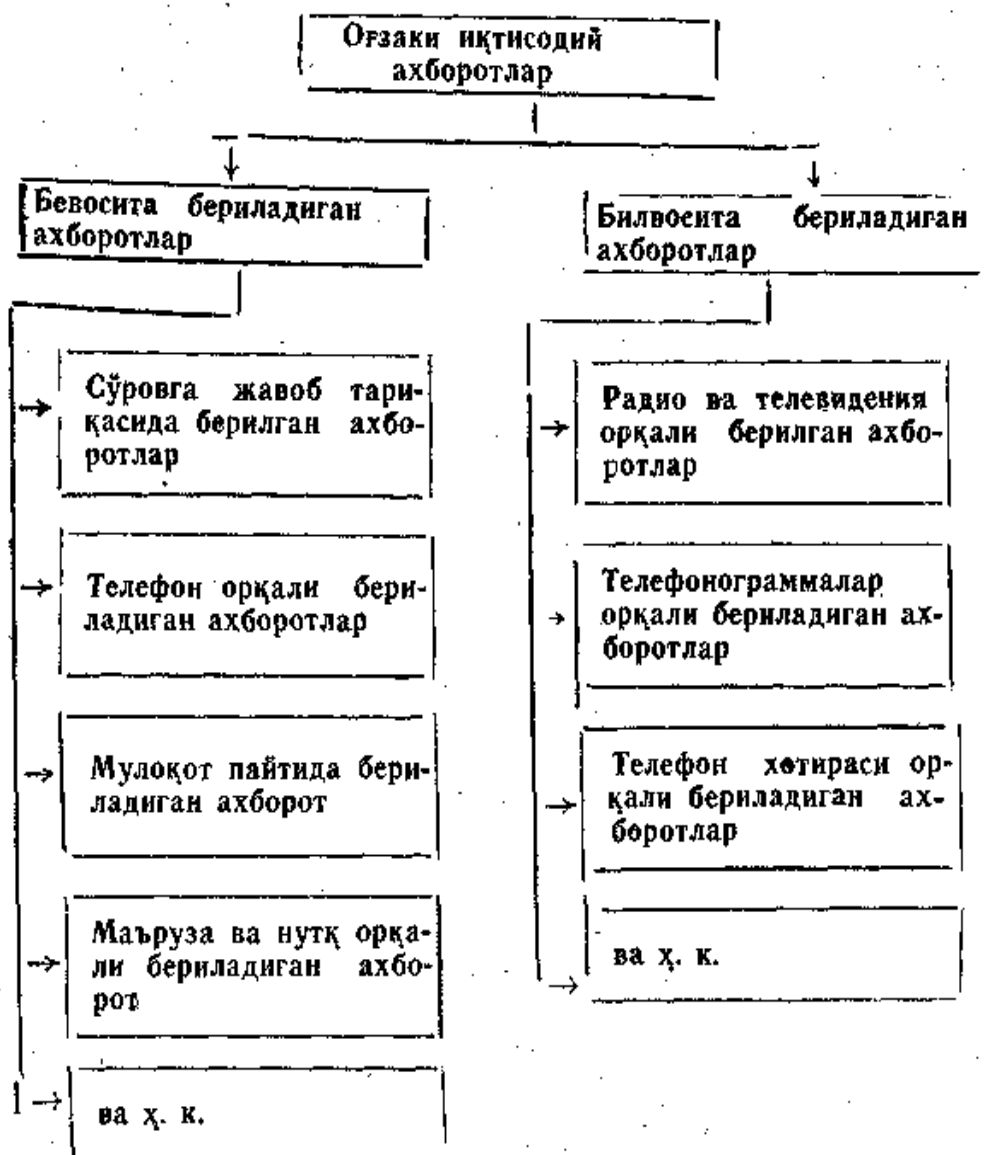 Оғзаки иқтисодий
ахборотлар
Бевосита бериладиган
ахборотлар
Сўровга жавоб тари-
қасида берилган ахбо-
ротлар
Телефон орқали бери-
ладиган ахборотлар
Мулоқот пайтида бери-
ладиган ахборот
Маъруза ва нутқ орқа-
ли бериладиган ахбо-
рот
ва ҳ. к.
Билвосита бериладиган
ахборотлар
Радио ва телевидения
орқали берилган ахбо-
ротлар
Телефонограммалар
орқали бериладиган ах-
боротлар
Телефон хотираси ор-
қали бериладиган ах-
боротлар
ва ҳ. к.